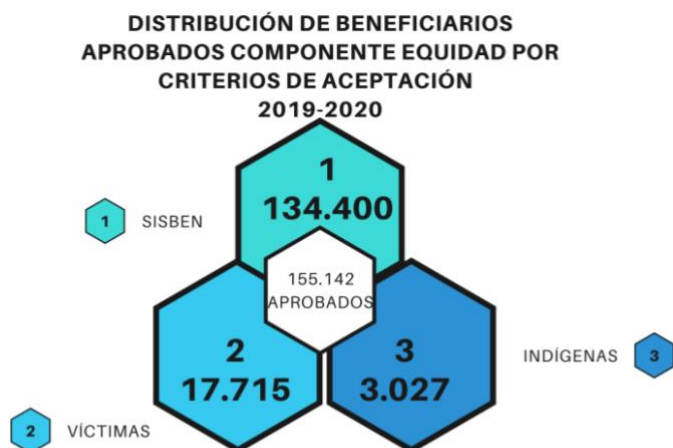 DISTRIBUCIÓN DE BENEFICIARIOS
APROBADOS COMPONENTE EQUIDAD POR
CRITERIOS DE ACEPTACIÓN
2019-2020
1
134.400
1 SISBEN
155.142
APROBADOS
2
17.715
3
3.027
INDÍGENAS 3
2 VÍCTIMAS